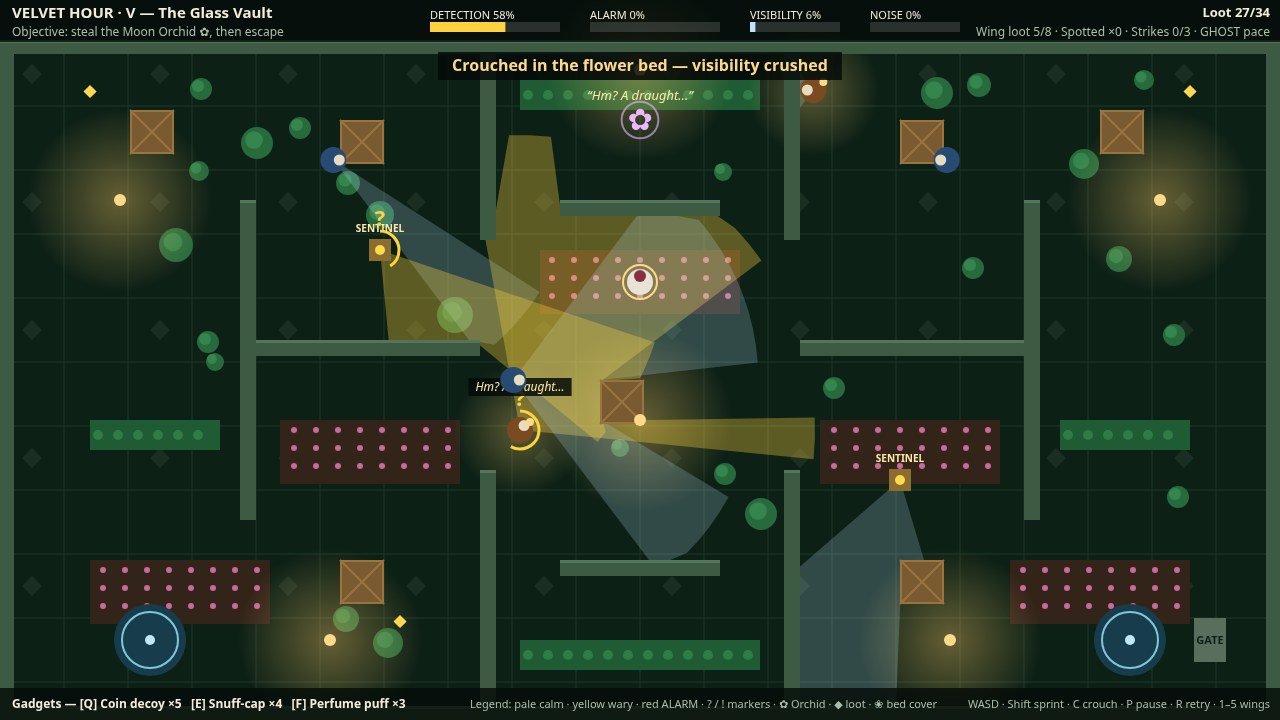 VELVET HOUR · V — The Glass Vault
Objective: steal the Moon Orchid ✿, then escape
DETECTION 58%
ALARM 0%
VISIBILITY 6%
NOISE 0%
Loot 27/34
Wing loot 5/8 · Spotted ×0 · Strikes 0/3 · GHOST pace
Crouched in the flower bed — visibility crushed
“Hm? A draught…”
?
SENTINEL
Hm? A draught…
?
SENTINEL
GATE
Gadgets — [Q] Coin decoy ×5 [E] Snuff-cap ×4 [F] Perfume puff ×3
Legend: pale calm · yellow wary · red ALARM · ? / ! markers · ✿ Orchid · ◆ loot · ❀ bed cover
WASD · Shift sprint · C crouch · P pause · R retry · 1–5 wings